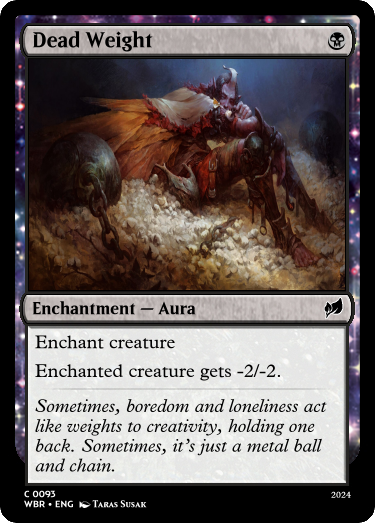 Dead Weight
Enchantment — Aura
Enchant creature
Enchanted creature gets -2/-2.
Sometimes, boredom and loneliness act
like weights to creativity, holding one
back. Sometimes, it's just a metal ball
and chain.
C 0093
2024
WBR • ENG Taras Susak